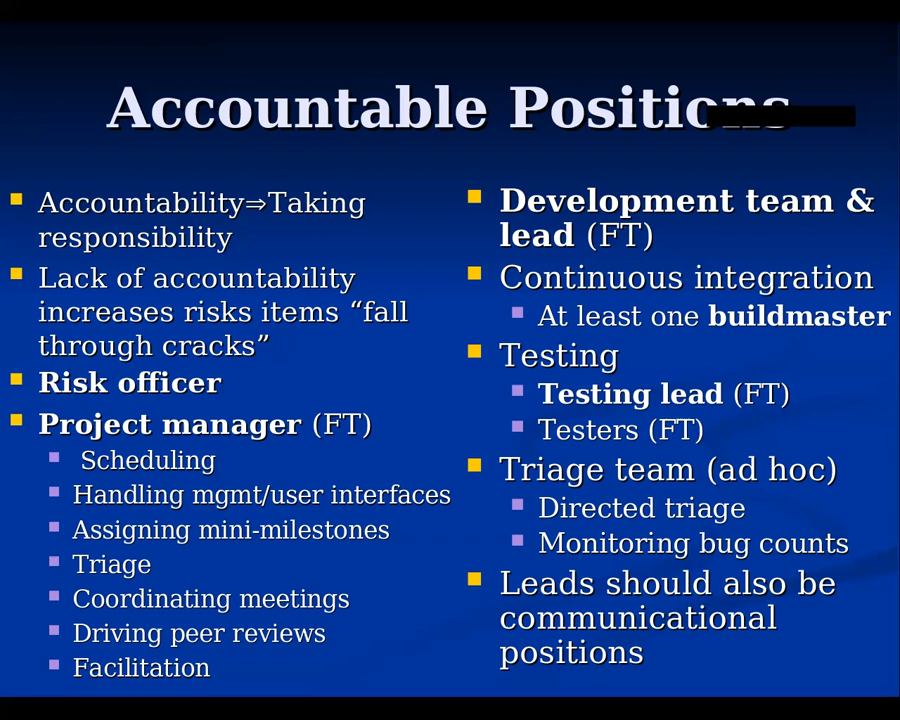 Accountable Positions
Accountability⇒Taking
responsibility
Lack of accountability
increases risks items “fall
through cracks”
Risk officer
Project manager (FT)
Scheduling
Handling mgmt/user interfaces
Assigning mini-milestones
Triage
Coordinating meetings
Driving peer reviews
Facilitation
Development team &
lead (FT)
Continuous integration
At least one buildmaster
Testing
Testing lead (FT)
Testers (FT)
Triage team (ad hoc)
Directed triage
Monitoring bug counts
Leads should also be
communicational
positions